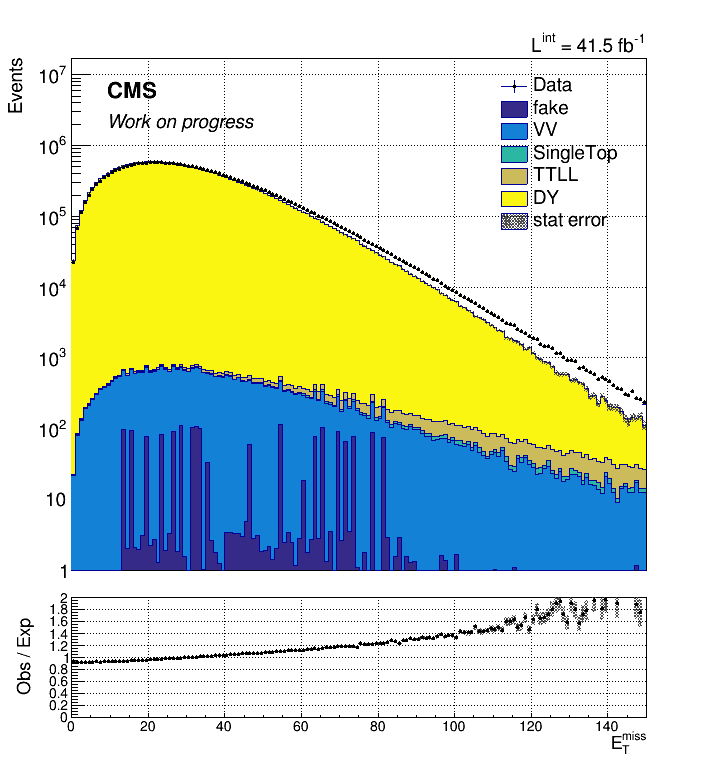 L^int = 41.5 fb^-1
Events
10^7
10^6
10^5
10^4
10^3
10^2
10
1
CMS
Work on progress
Data
fake
VV
SingleTop
TTLL
DY
stat error
Obs / Exp
2
1.8
1.6
1.4
1.2
1
0.8
0.6
0.4
0.2
0
0 20 40 60 80 100 120 140
E_T^miss